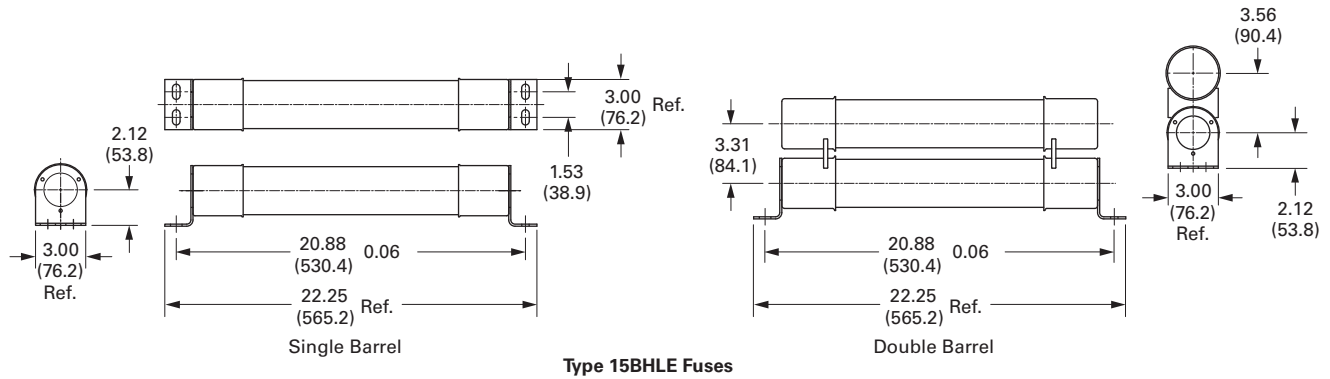 3.00
(76.2) Ref.
1.53
(38.9)
2.12
(53.8)
3.00
(76.2)
Ref.
20.88
(530.4) 0.06
22.25
(565.2) Ref.
Single Barrel
3.56
(90.4)
3.31
(84.1)
3.00
(76.2)
Ref.
2.12
(53.8)
20.88
(530.4) 0.06
22.25
(565.2) Ref.
Double Barrel
Type 15BHLE Fuses